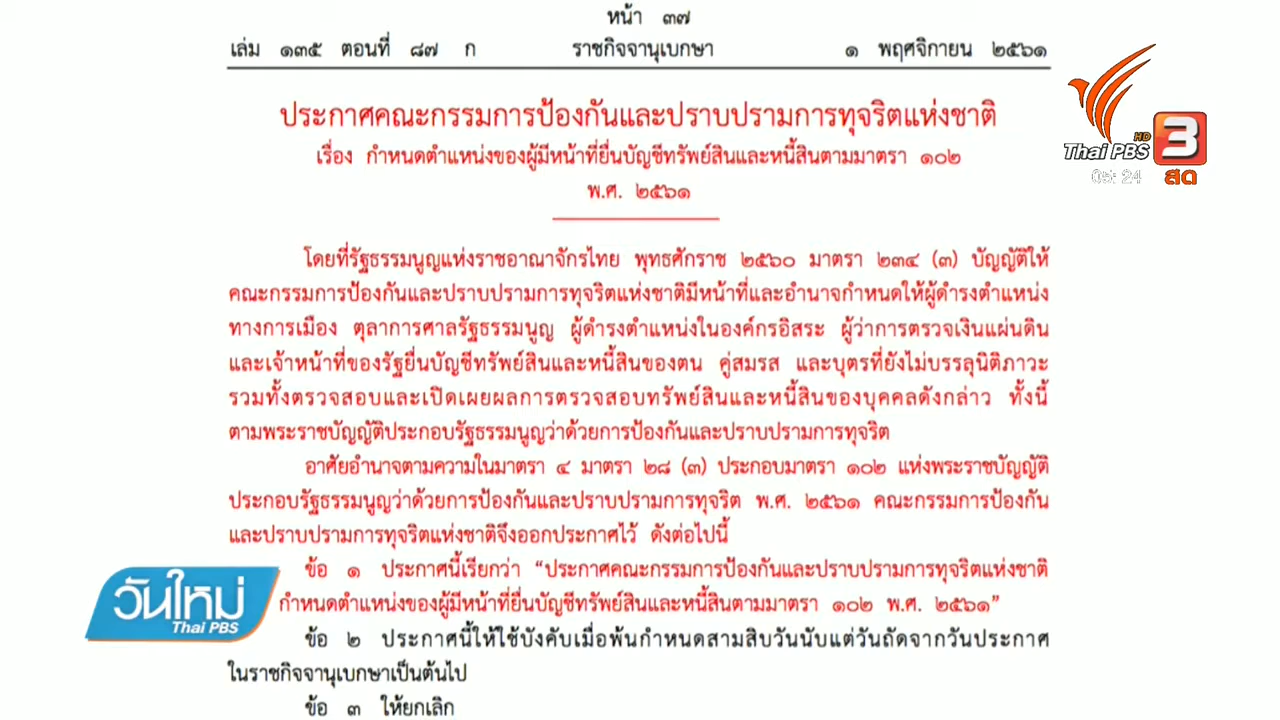 หน้า ๓๗
เล่ม ๑๓๕ ตอนที่ ๘๗ ก ราชกิจจานุเบกษา ๑ พฤศจิกายน ๒๕๖๑
ประกาศคณะกรรมการป้องกันและปราบปรามการทุจริตแห่งชาติ
เรื่อง กำหนดตำแหน่งของผู้มีหน้าที่ยื่นบัญชีทรัพย์สินและหนี้สินตามมาตรา ๑๐๒
พ.ศ. ๒๕๖๑
HD
Thai PBS 3
05:24 สด
โดยที่รัฐธรรมนูญแห่งราชอาณาจักรไทย พุทธศักราช ๒๕๖๐ มาตรา ๒๓๔ (๓) บัญญัติให้
คณะกรรมการป้องกันและปราบปรามการทุจริตแห่งชาติมีหน้าที่และอำนาจกำหนดให้ผู้ดำรงตำแหน่ง
ทางการเมือง ตุลาการศาลรัฐธรรมนูญ ผู้ดำรงตำแหน่งในองค์กรอิสระ ผู้ว่าการตรวจเงินแผ่นดิน
และเจ้าหน้าที่ของรัฐยื่นบัญชีทรัพย์สินและหนี้สินของตน คู่สมรส และบุตรที่ยังไม่บรรลุนิติภาวะ
รวมทั้งตรวจสอบและเปิดเผยผลการตรวจสอบทรัพย์สินและหนี้สินของบุคคลดังกล่าว ทั้งนี้
ตามพระราชบัญญัติประกอบรัฐธรรมนูญว่าด้วยการป้องกันและปราบปรามการทุจริต
อาศัยอำนาจตามความในมาตรา ๔ มาตรา ๒๘ (๓) ประกอบมาตรา ๑๐๒ แห่งพระราชบัญญัติ
ประกอบรัฐธรรมนูญว่าด้วยการป้องกันและปราบปรามการทุจริต พ.ศ. ๒๕๖๑ คณะกรรมการป้องกัน
และปราบปรามการทุจริตแห่งชาติจึงออกประกาศไว้ ดังต่อไปนี้
ข้อ ๑ ประกาศนี้เรียกว่า “ประกาศคณะกรรมการป้องกันและปราบปรามการทุจริตแห่งชาติ
กำหนดตำแหน่งของผู้มีหน้าที่ยื่นบัญชีทรัพย์สินและหนี้สินตามมาตรา ๑๐๒ พ.ศ. ๒๕๖๑”
วันใหม่
Thai PBS
ข้อ ๒ ประกาศนี้ให้ใช้บังคับเมื่อพ้นกำหนดสามสิบวันนับแต่วันถัดจากวันประกาศ
ในราชกิจจานุเบกษาเป็นต้นไป
ข้อ ๓ ให้ยกเลิก